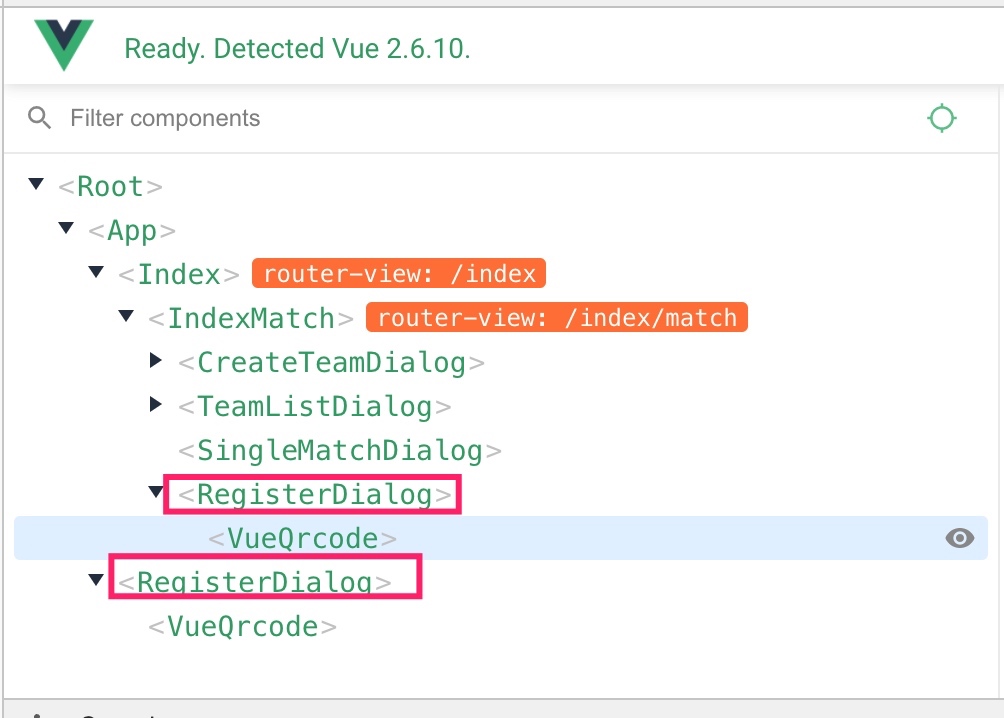 Ready. Detected Vue 2.6.10.
Filter components
<Root>
<App>
<Index> router-view: /index
<IndexMatch> router-view: /index/match
<CreateTeamDialog>
<TeamListDialog>
<SingleMatchDialog>
<RegisterDialog>
<VueQrcode>
<RegisterDialog>
<VueQrcode>